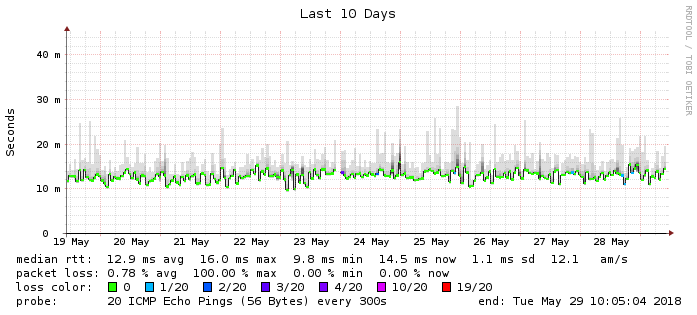 Last 10 Days
RRDTOOL / TOBI OETIKER
Seconds
40 m
30 m
20 m
10 m
0
19 May 20 May 21 May 22 May 23 May 24 May 25 May 26 May 27 May 28 May
median rtt: 12.9 ms avg 16.0 ms max 9.8 ms min 14.5 ms now 1.1 ms sd 12.1 am/s
packet loss: 0.78 % avg 100.00 % max 0.00 % min 0.00 % now
loss color: 0 1/20 2/20 3/20 4/20 10/20 19/20
probe: 20 ICMP Echo Pings (56 Bytes) every 300s end: Tue May 29 10:05:04 2018